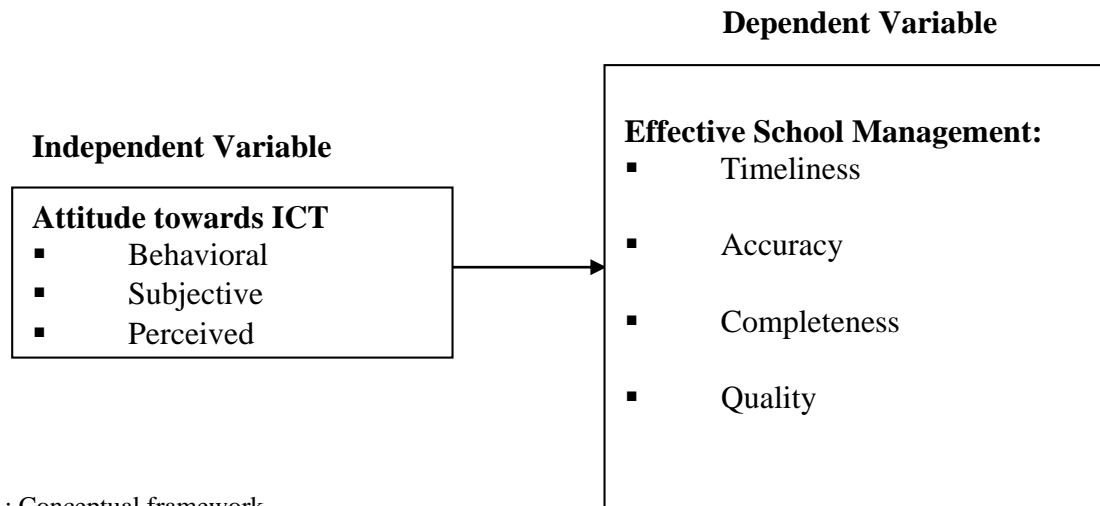 Dependent Variable
Independent Variable
Attitude towards ICT
▪ Behavioral
▪ Subjective
▪ Perceived
Effective School Management:
▪ Timeliness
▪ Accuracy
▪ Completeness
▪ Quality
: Conceptual framework